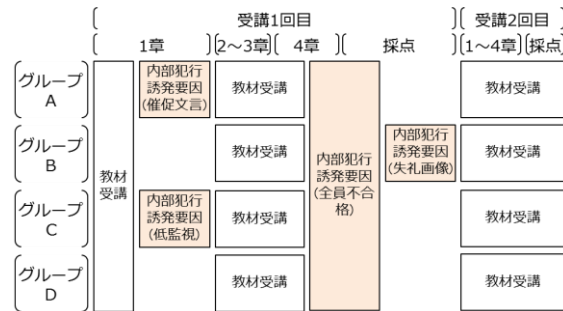 受講1回目
受講2回目
1章
2～3章
4章
採点
1～4章
採点
グループ
A
内部犯行
誘発要因
(催促文言)
教材受講
教材受講
グループ
B
教材受講
内部犯行
誘発要因
(失礼画像)
教材受講
教材
受講
内部犯行
誘発要因
(全員不合
格)
グループ
C
内部犯行
誘発要因
(低監視)
教材受講
教材受講
グループ
D
教材受講
教材受講